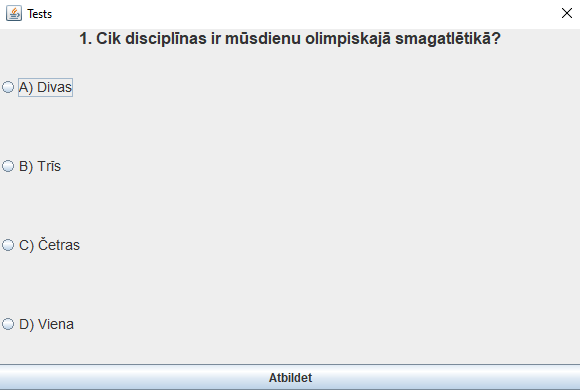 Tests
1. Cik disciplīnas ir mūsdienu olimpiskajā smagatlētikā?
A) Divas
B) Trīs
C) Četras
D) Viena
Atbildet